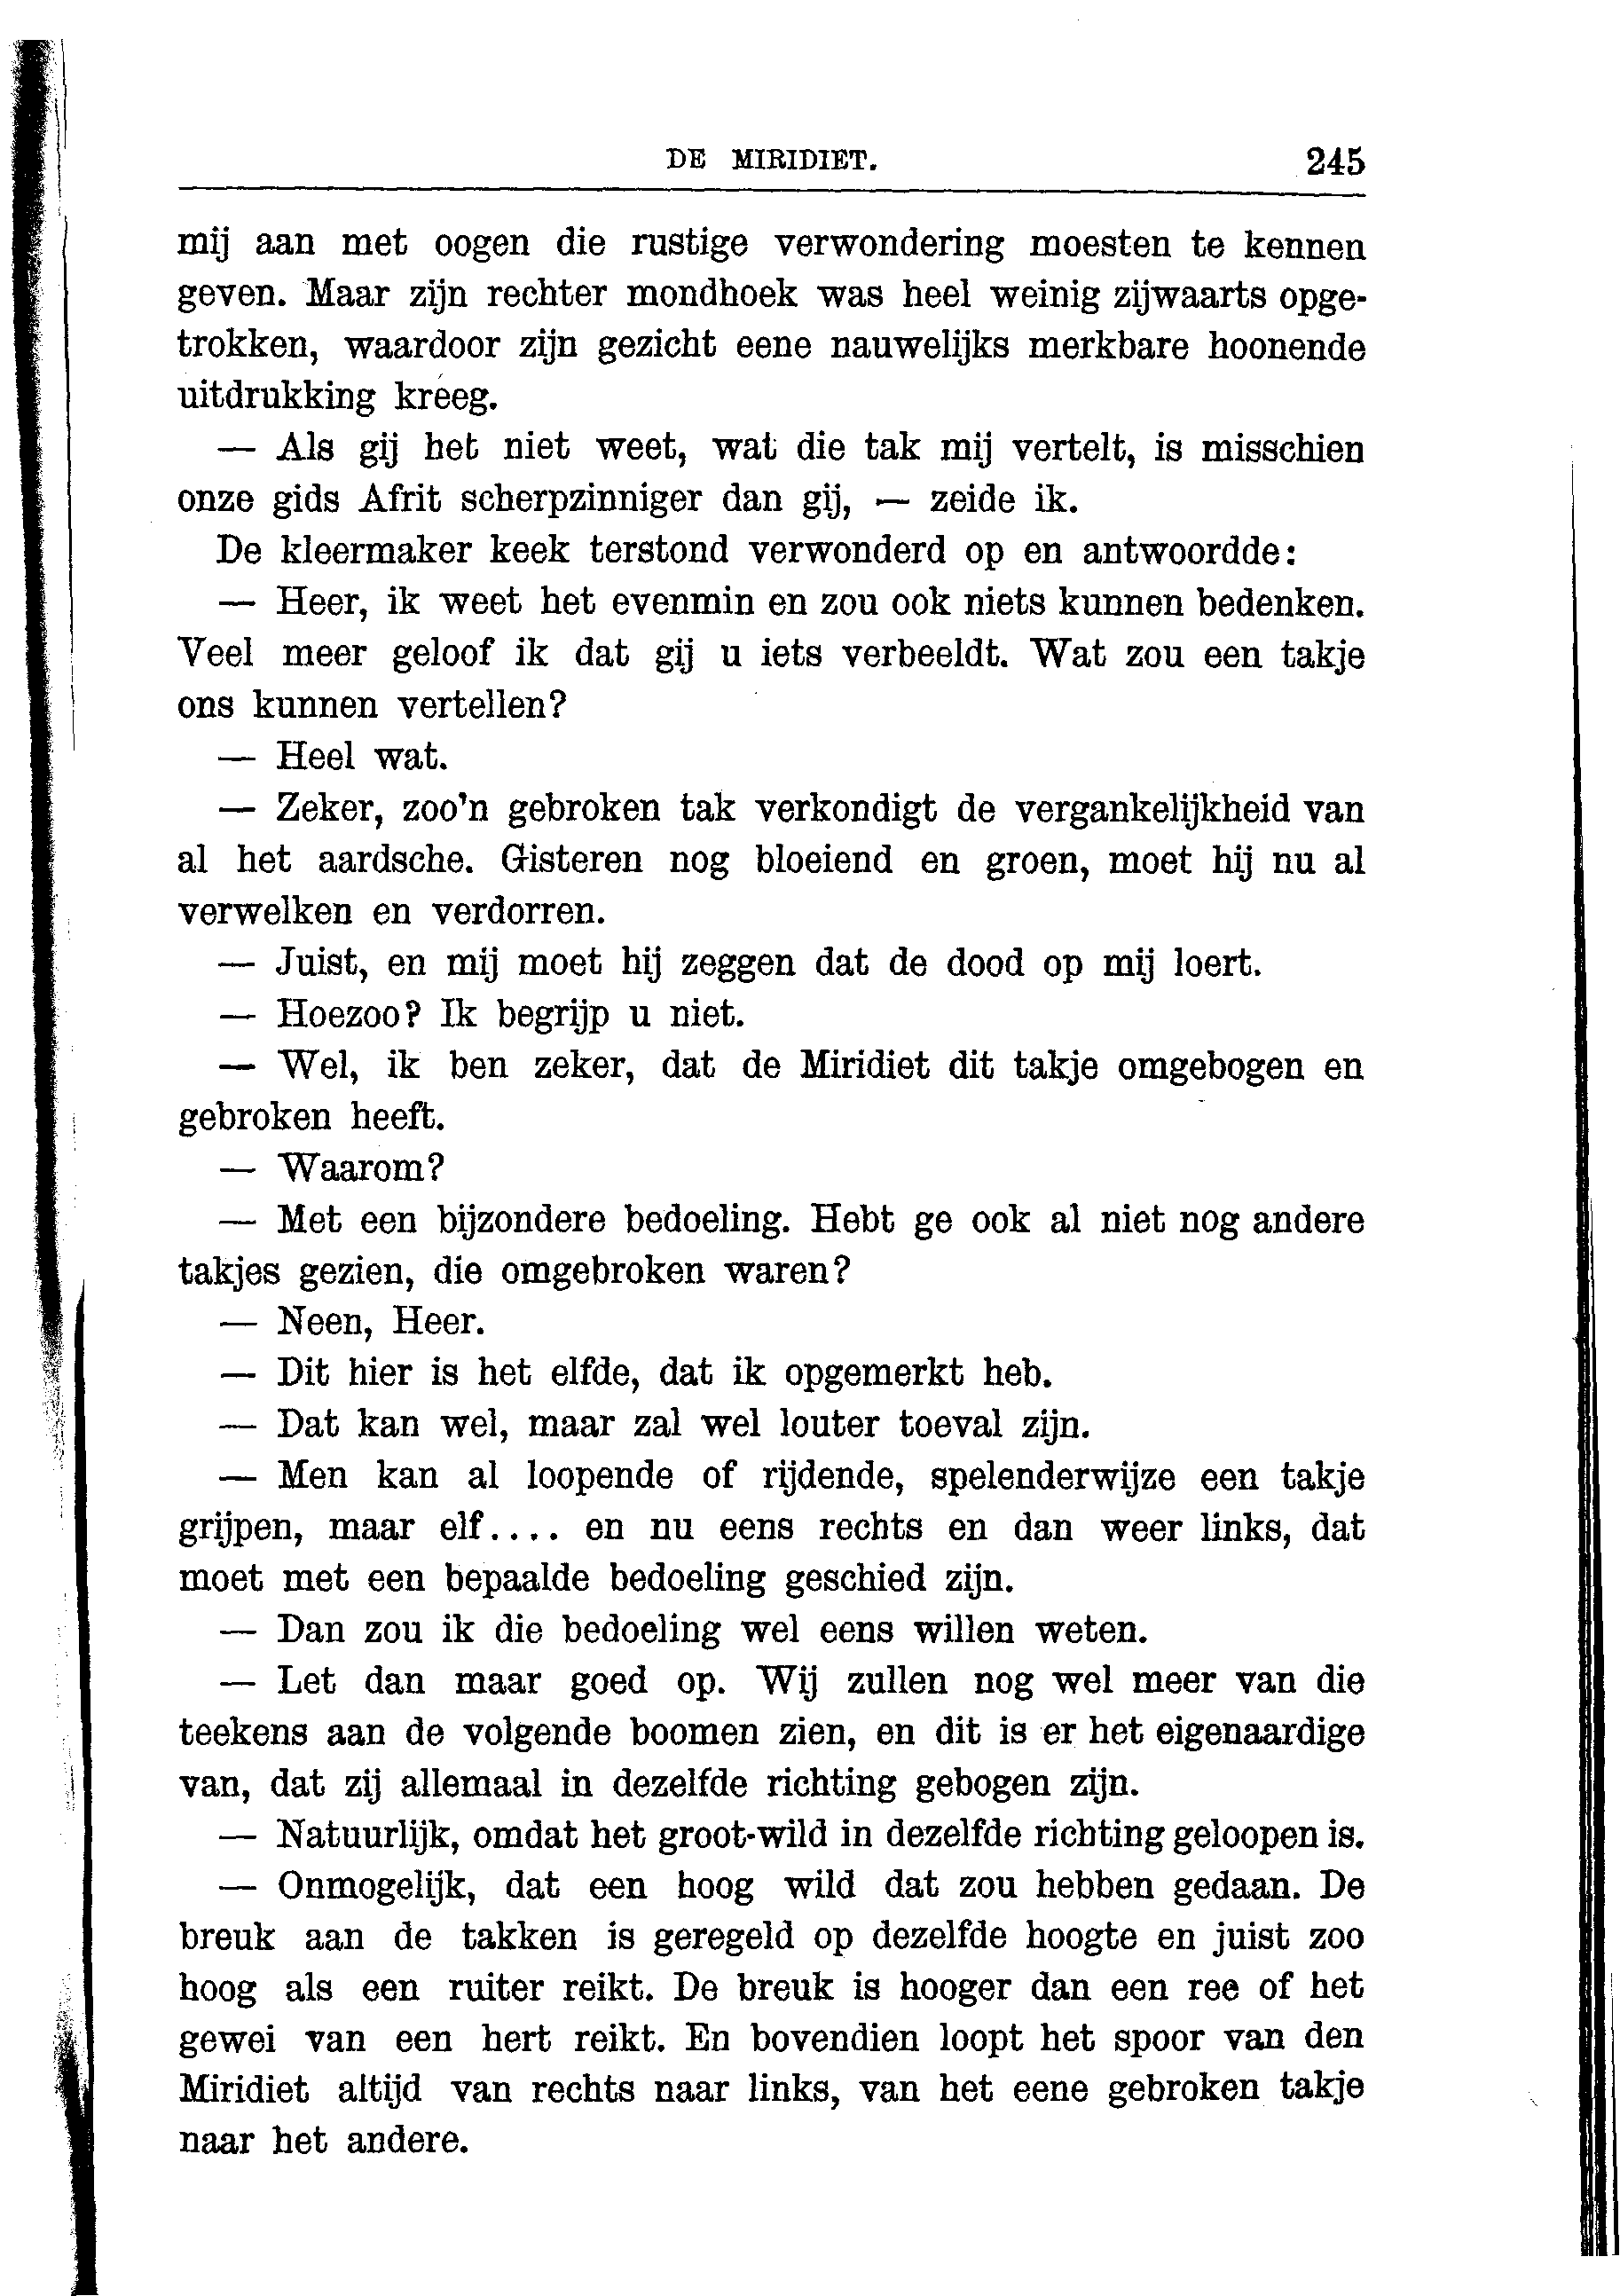 DE MIRIDIET. 245
mij aan met oogen die rustige verwondering moesten te kennen
geven. Maar zijn rechter mondhoek was heel weinig zijwaarts opge-
trokken, waardoor zijn gezicht eene nauwelijks merkbare hoonende
uitdrukking kreeg.
— Als gij het niet weet, wat die tak mij vertelt, is misschien
onze gids Afrit scherpzinniger dan gij, — zeide ik.
De kleermaker keek terstond verwonderd op en antwoordde:
— Heer, ik weet het evenmin en zou ook niets kunnen bedenken.
Veel meer geloof ik dat gij u iets verbeeldt. Wat zou een takje
ons kunnen vertellen?
— Heel wat.
— Zeker, zoo'n gebroken tak verkondigt de vergankelijkheid van
al het aardsche. Gisteren nog bloeiend en groen, moet hij nu al
verwelken en verdorren.
— Juist, en mij moet hij zeggen dat de dood op mij loert.
— Hoezoo? Ik begrijp u niet.
— Wel, ik ben zeker, dat de Miridiet dit takje omgebogen en
gebroken heeft.
— Waarom?
— Met een bijzondere bedoeling. Hebt ge ook al niet nog andere
takjes gezien, die omgebroken waren?
— Neen, Heer.
— Dit hier is het elfde, dat ik opgemerkt heb.
— Dat kan wel, maar zal wel louter toeval zijn.
— Men kan al loopende of rijdende, spelenderwijze een takje
grijpen, maar elf.... en nu eens rechts en dan weer links, dat
moet met een bepaalde bedoeling geschied zijn.
— Dan zou ik die bedoeling wel eens willen weten.
— Let dan maar goed op. Wij zullen nog wel meer van die
teekens aan de volgende boomen zien, en dit is er het eigenaardige
van, dat zij allemaal in dezelfde richting gebogen zijn.
— Natuurlijk, omdat het groot-wild in dezelfde richting geloopen is.
— Onmogelijk, dat een hoog wild dat zou hebben gedaan. De
breuk aan de takken is geregeld op dezelfde hoogte en juist zoo
hoog als een ruiter reikt. De breuk is hooger dan een ree of het
gewei van een hert reikt. En bovendien loopt het spoor van den
Miridiet altijd van rechts naar links, van het eene gebroken takje
naar het andere.